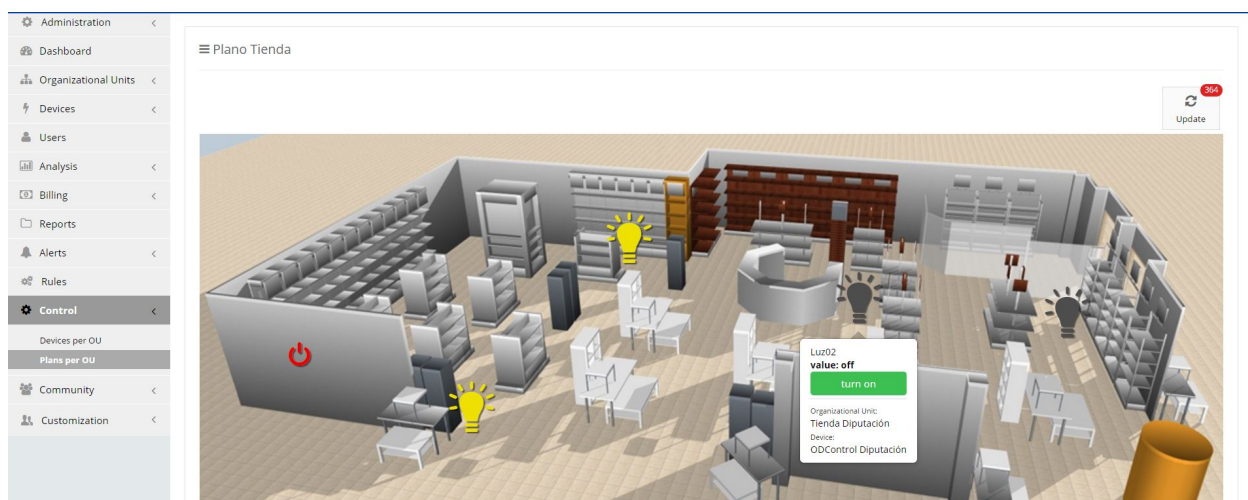 Administration
Dashboard
Organizational Units
Devices
Users
Analysis
Billing
Reports
Alerts
Rules
Control
Devices per OU
Plans per OU
Community
Customization
Plano Tienda
364
Update
Luz02
value: off
turn on
Organizational Unit:
Tienda Diputación
Device:
ODControl Diputación